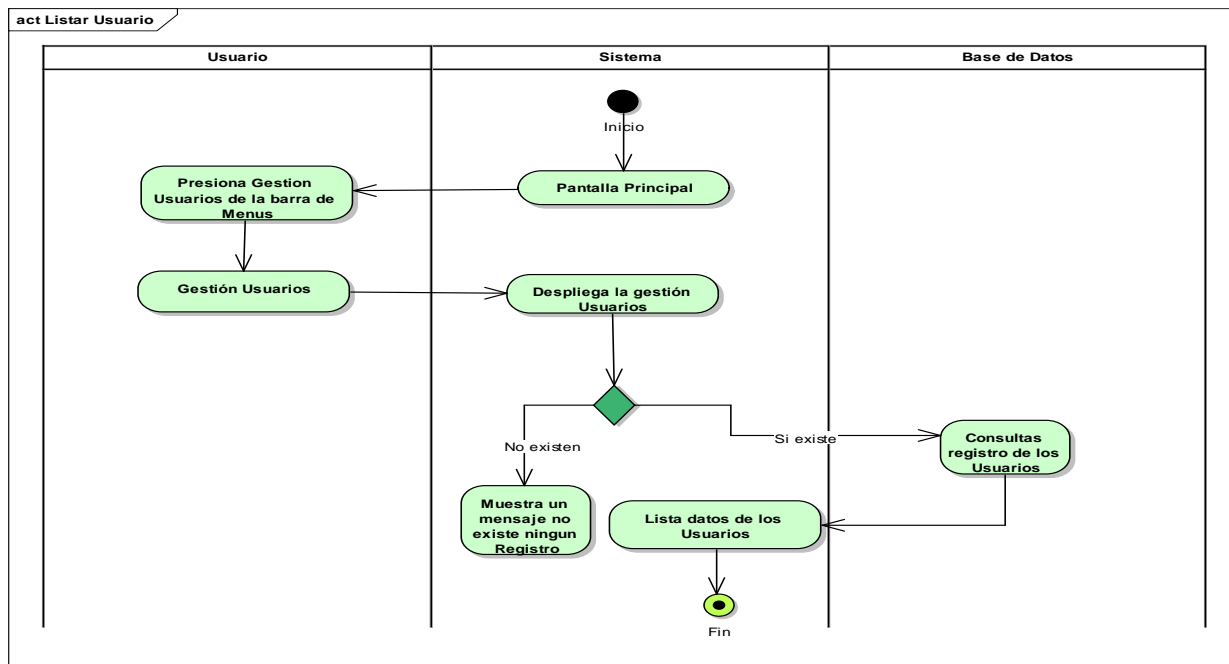 act Listar Usuario
Usuario
Sistema
Base de Datos
Inicio
Presiona Gestion
Usuarios de la barra de
Menus
Pantalla Principal
Gestión Usuarios
Despliega la gestión
Usuarios
No existen
Si existe
Consultas
registro de los
Usuarios
Muestra un
mensaje no
existe ningun
Registro
Lista datos de los
Usuarios
Fin